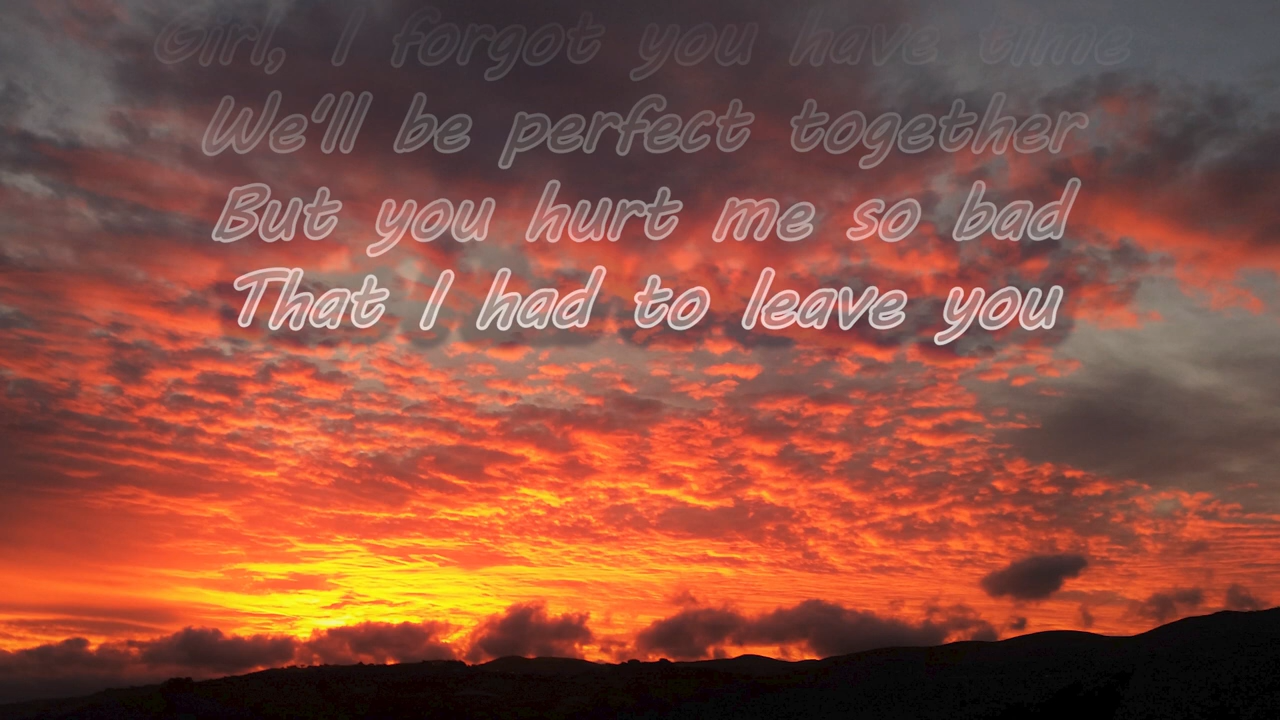 Girl, I forgot you have time
We'll be perfect together
But you hurt me so bad
That I had to leave you